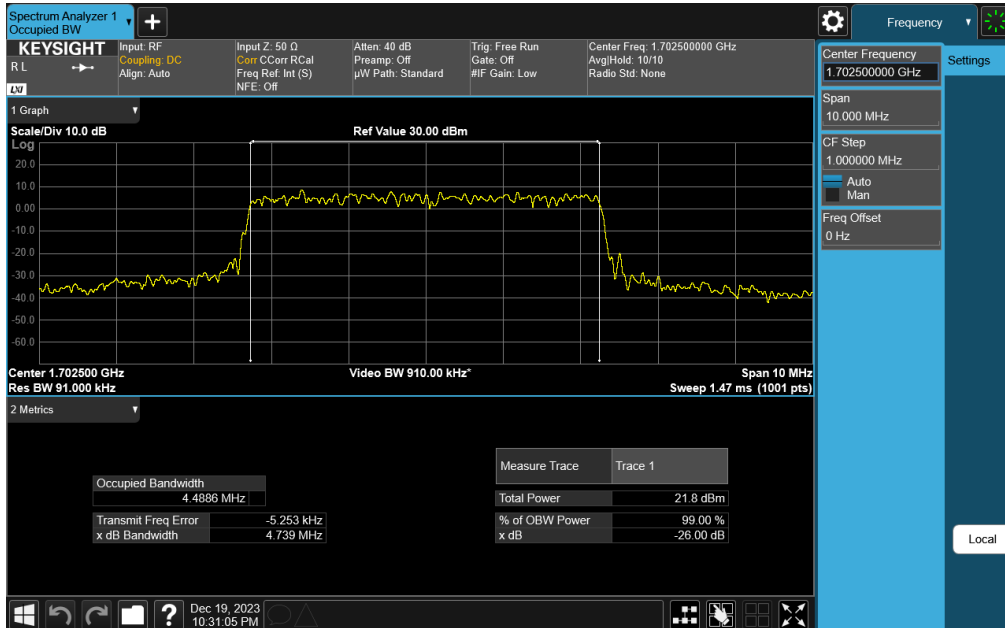 Spectrum Analyzer 1
Occupied BW
+
Frequency
KEYSIGHT
R L
LXI
Input: RF
Coupling: DC
Align: Auto
Input Z: 50 Ω
Corr CCorr RCal
Freq Ref: Int (S)
NFE: Off
Atten: 40 dB
Preamp: Off
µW Path: Standard
Trig: Free Run
Gate: Off
#IF Gain: Low
Center Freq: 1.702500000 GHz
Avg|Hold: 10/10
Radio Std: None
Center Frequency
1.702500000 GHz
Settings
Span
10.000 MHz
CF Step
1.000000 MHz
Auto
Man
Freq Offset
0 Hz
Local
1 Graph
Scale/Div 10.0 dB
Ref Value 30.00 dBm
Log
20.0
10.0
0.00
-10.0
-20.0
-30.0
-40.0
-50.0
-60.0
Center 1.702500 GHz
Video BW 910.00 kHz*
Span 10 MHz
Res BW 91.000 kHz
Sweep 1.47 ms (1001 pts)
2 Metrics
Measure Trace
Trace 1
Occupied Bandwidth
4.4886 MHz
Total Power
21.8 dBm
Transmit Freq Error
-5.253 kHz
% of OBW Power
99.00 %
x dB Bandwidth
4.739 MHz
x dB
-26.00 dB
?
Dec 19, 2023
10:31:05 PM